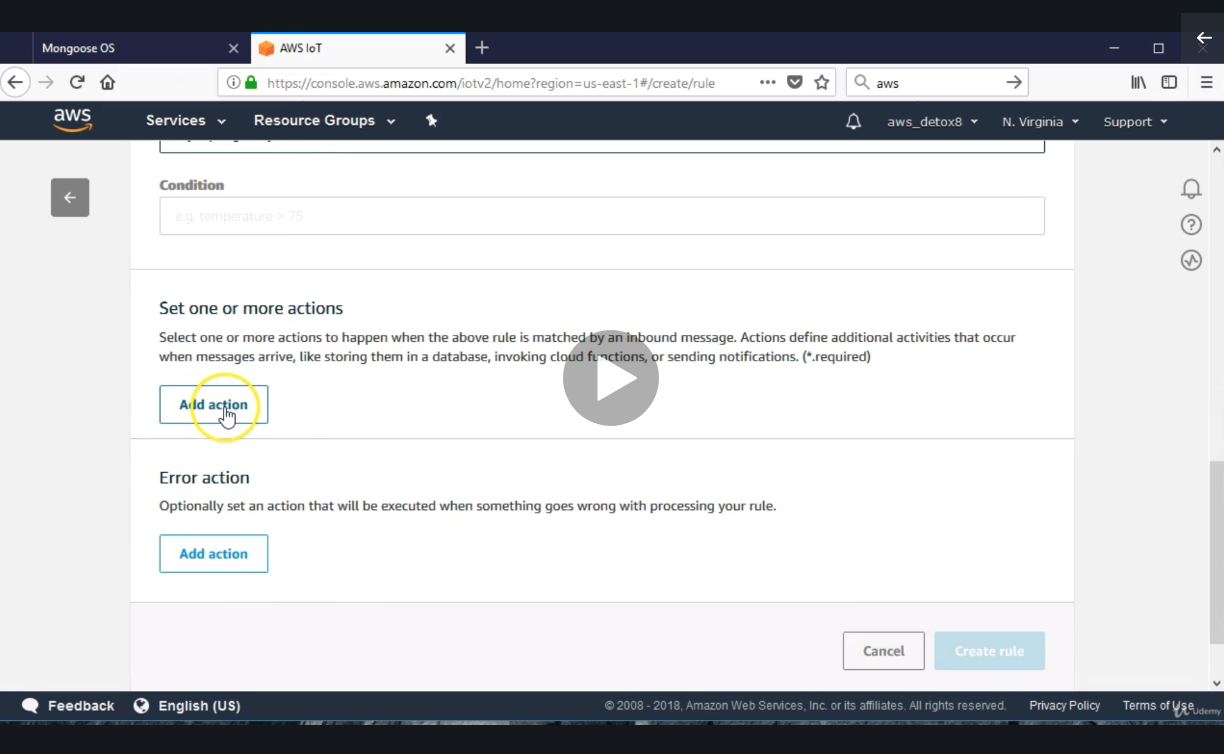 Mongoose OS
AWS IoT
https://console.aws.amazon.com/iotv2/home?region=us-east-1#/create/rule
aws
aws
Services
Resource Groups
aws_detox8
N. Virginia
Support
Condition
e.g. temperature > 75
Set one or more actions
Select one or more actions to happen when the above rule is matched by an inbound message. Actions define additional activities that occur
when messages arrive, like storing them in a database, invoking cloud functions, or sending notifications. (*.required)
Add action
Error action
Optionally set an action that will be executed when something goes wrong with processing your rule.
Add action
Cancel
Create rule
Feedback
English (US)
© 2008 - 2018, Amazon Web Services, Inc. or its affiliates. All rights reserved.
Privacy Policy
Terms of Use
Udemy